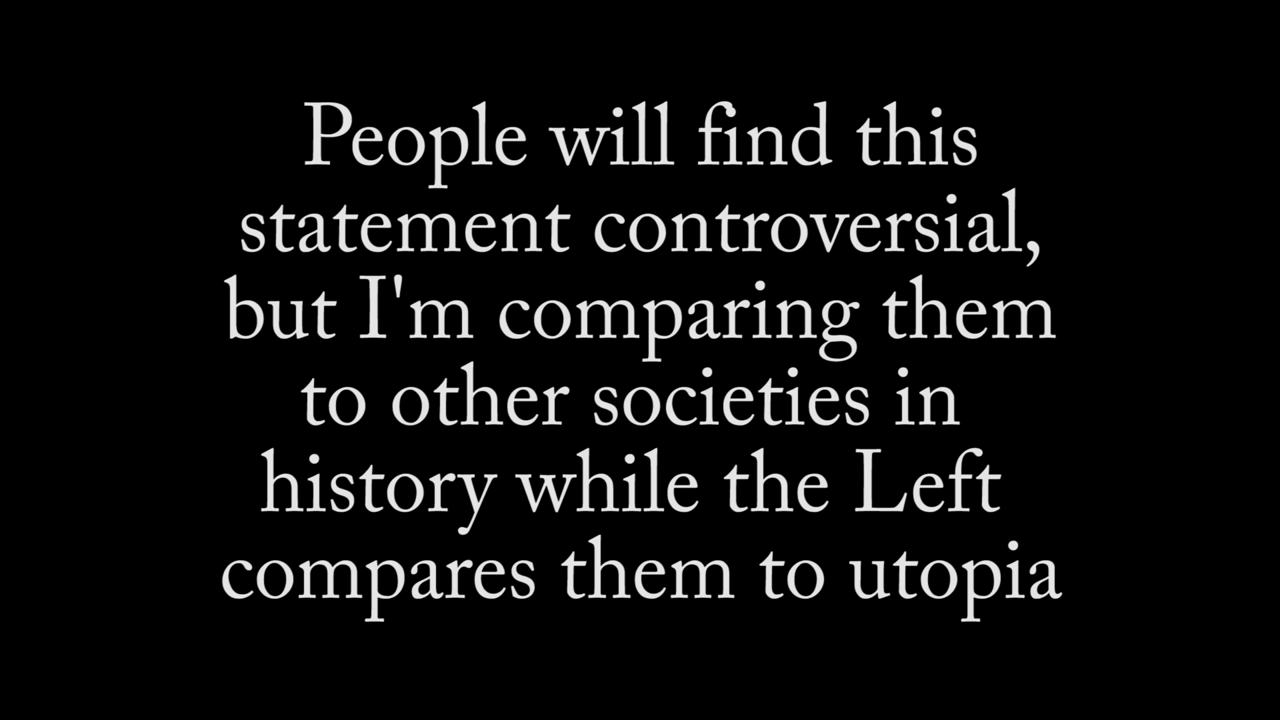 People will find this
statement controversial,
but I'm comparing them
to other societies in
history while the Left
compares them to utopia